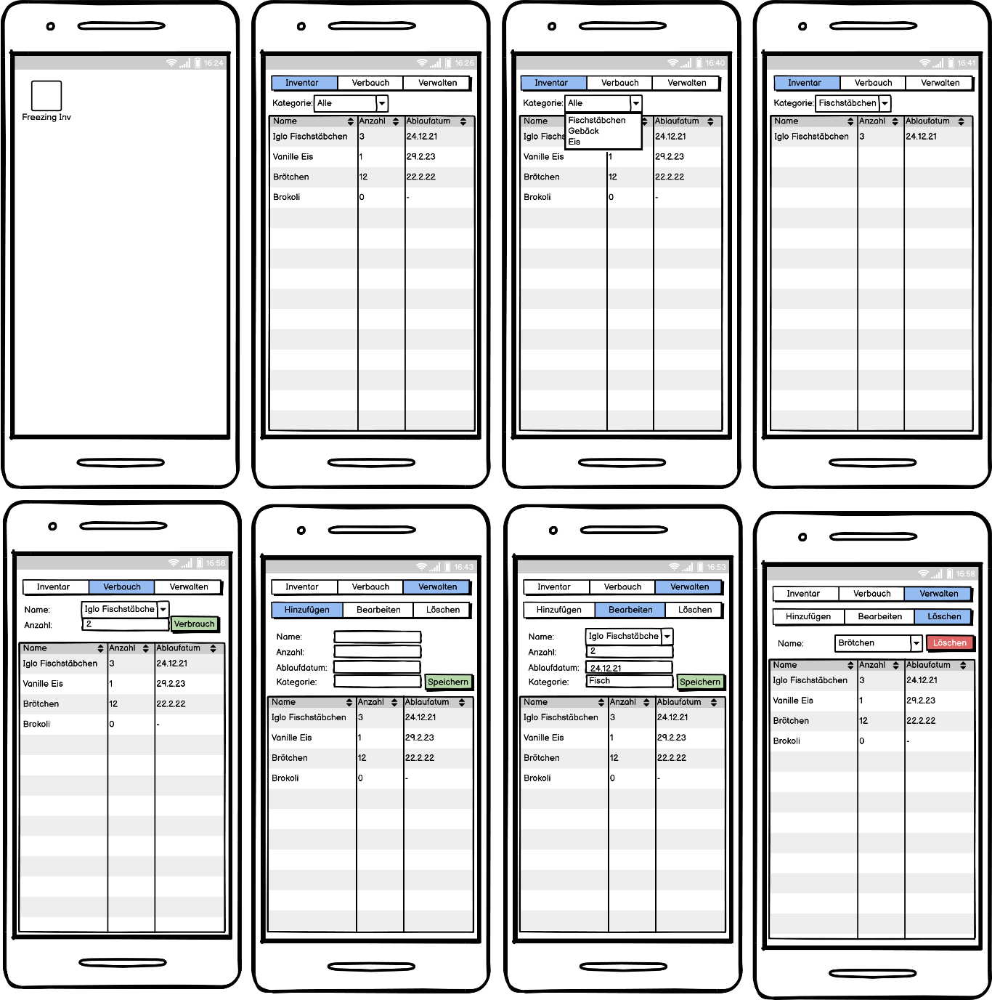 16:24
Freezing Inv
16:26
Inventar Verbauch Verwalten
Kategorie: Alle
Name Anzahl Ablaufatum
Iglo Fischstäbchen 3 24.12.21
Vanille Eis 1 29.2.23
Brötchen 12 22.2.22
Brokoli 0 -
16:40
Inventar Verbauch Verwalten
Kategorie: Alle
Fischstäbchen
Gebäck
Eis
Name Ablaufatum
Iglo Fischs 24.12.21
Vanille Eis 1 29.2.23
Brötchen 12 22.2.22
Brokoli 0 -
16:41
Inventar Verbauch Verwalten
Kategorie: Fischstäbchen
Name Anzahl Ablaufatum
Iglo Fischstäbchen 3 24.12.21
16:58
Inventar Verbauch Verwalten
Name: Iglo Fischstäbche
Anzahl: 2 Verbrauch
Name Anzahl Ablaufatum
Iglo Fischstäbchen 3 24.12.21
Vanille Eis 1 29.2.23
Brötchen 12 22.2.22
Brokoli 0 -
16:43
Inventar Verbauch Verwalten
Hinzufügen Bearbeiten Löschen
Name:
Anzahl:
Ablaufdatum:
Kategorie: Speichern
Name Anzahl Ablaufatum
Iglo Fischstäbchen 3 24.12.21
Vanille Eis 1 29.2.23
Brötchen 12 22.2.22
Brokoli 0 -
16:53
Inventar Verbauch Verwalten
Hinzufügen Bearbeiten Löschen
Name: Iglo Fischstäbche
Anzahl: 2
Ablaufdatum: 24.12.21
Kategorie: Fisch Speichern
Name Anzahl Ablaufatum
Iglo Fischstäbchen 3 24.12.21
Vanille Eis 1 29.2.23
Brötchen 12 22.2.22
Brokoli 0 -
16:58
Inventar Verbauch Verwalten
Hinzufügen Bearbeiten Löschen
Name: Brötchen Löschen
Name Anzahl Ablaufatum
Iglo Fischstäbchen 3 24.12.21
Vanille Eis 1 29.2.23
Brötchen 12 22.2.22
Brokoli 0 -